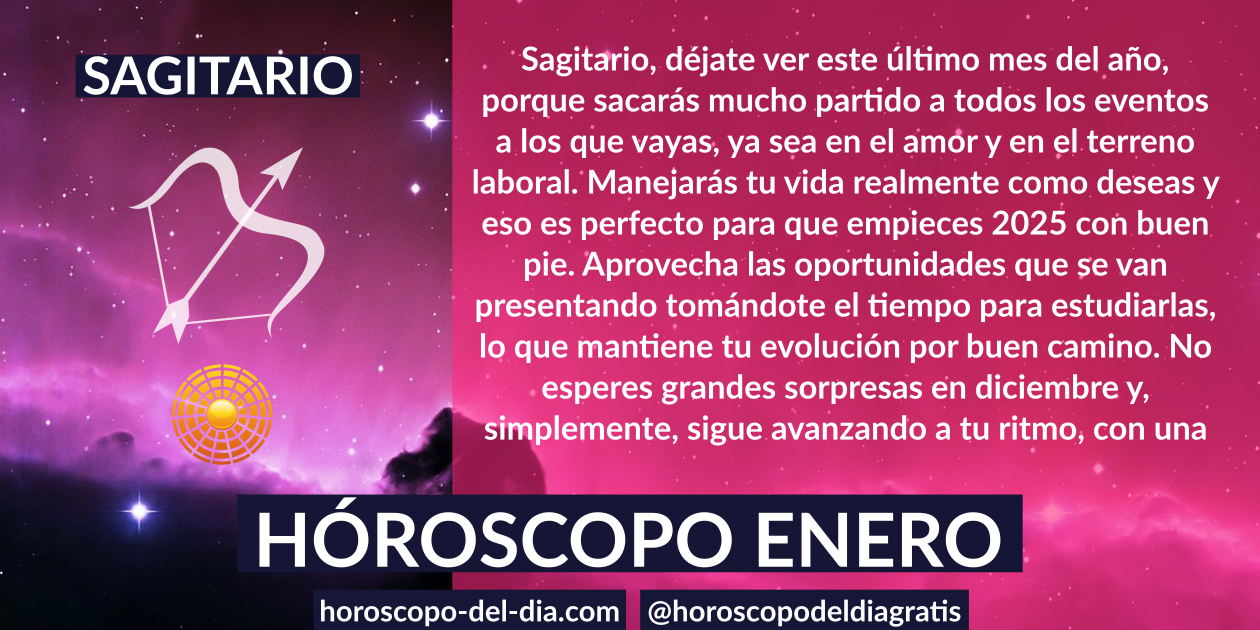 SAGITARIO
Sagitario, déjate ver este último mes del año,
porque sacarás mucho partido a todos los eventos
a los que vayas, ya sea en el amor y en el terreno
laboral. Manejarás tu vida realmente como deseas y
eso es perfecto para que empieces 2025 con buen
pie. Aprovecha las oportunidades que se van
presentando tomándote el tiempo para estudiarlas,
lo que mantiene tu evolución por buen camino. No
esperes grandes sorpresas en diciembre y,
simplemente, sigue avanzando a tu ritmo, con una
HÓROSCOPO ENERO
horoscopo-del-dia.com
@horoscopodeldiagratis